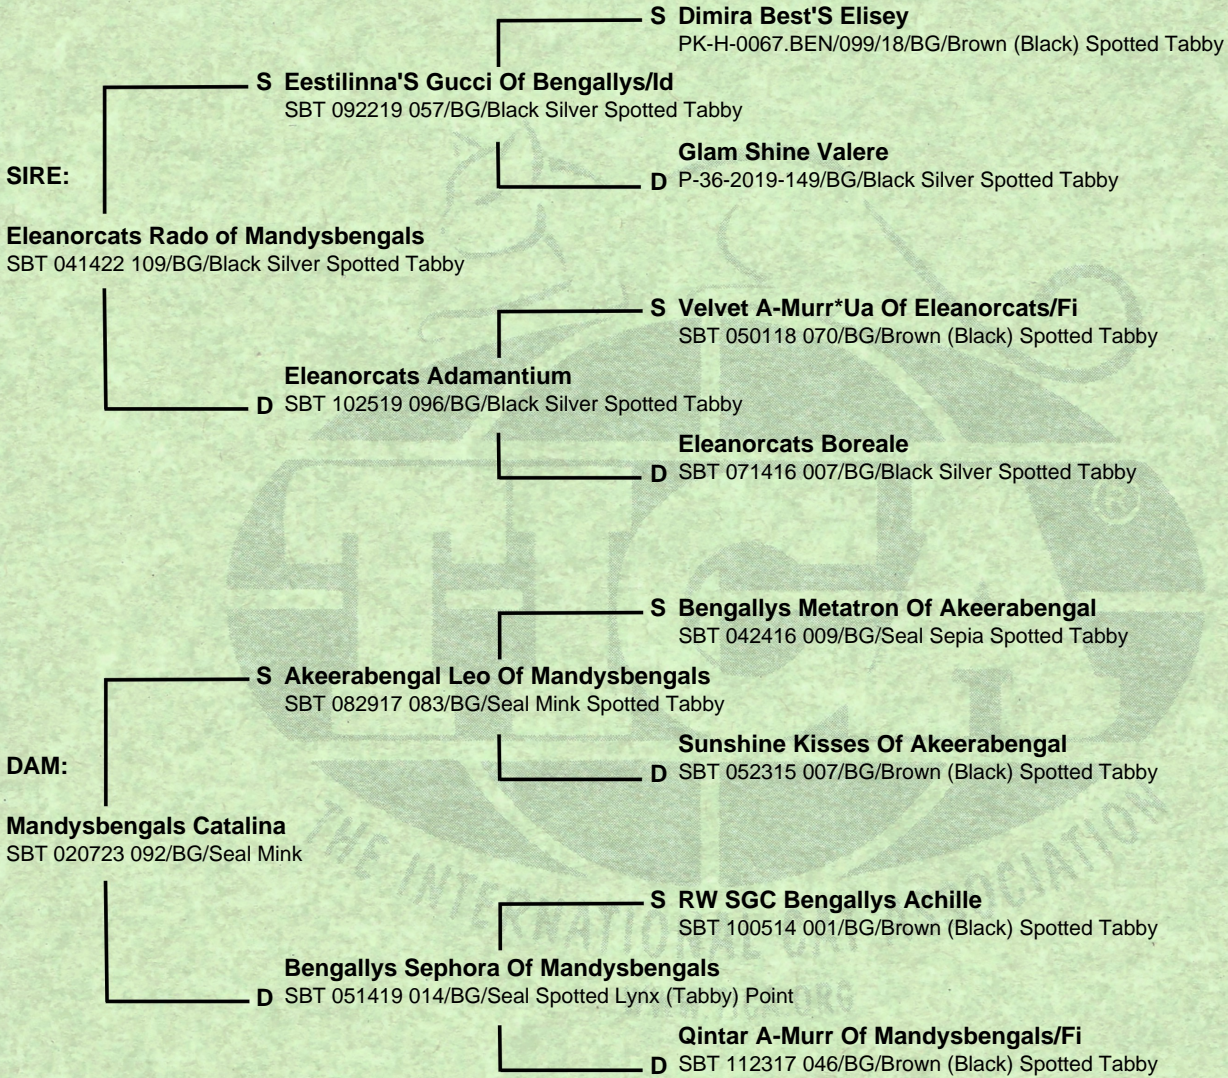 S Dimira Best'S Elisey
PK-H-0067.BEN/099/18/BG/Brown (Black) Spotted Tabby
S Eestilinna'S Gucci Of Bengallys/Id
SBT 092219 057/BG/Black Silver Spotted Tabby
Glam Shine Valere
D P-36-2019-149/BG/Black Silver Spotted Tabby
SIRE:
Eleanorcats Rado of Mandysbengals
SBT 041422 109/BG/Black Silver Spotted Tabby
S Velvet A-Murr*Ua Of Eleanorcats/Fi
SBT 050118 070/BG/Brown (Black) Spotted Tabby
Eleanorcats Adamantium
D SBT 102519 096/BG/Black Silver Spotted Tabby
Eleanorcats Boreale
D SBT 071416 007/BG/Black Silver Spotted Tabby
TICA
®
S Bengallys Metatron Of Akeerabengal
SBT 042416 009/BG/Seal Sepia Spotted Tabby
S Akeerabengal Leo Of Mandysbengals
SBT 082917 083/BG/Seal Mink Spotted Tabby
Sunshine Kisses Of Akeerabengal
D SBT 052315 007/BG/Brown (Black) Spotted Tabby
DAM:
Mandysbengals Catalina
SBT 020723 092/BG/Seal Mink
THE INTERNATIONAL CAT ASSOCIATION
S RW SGC Bengallys Achille
SBT 100514 001/BG/Brown (Black) Spotted Tabby
Bengallys Sephora Of Mandysbengals
D SBT 051419 014/BG/Seal Spotted Lynx (Tabby) Point
WWW.TICA.ORG
Qintar A-Murr Of Mandysbengals/Fi
D SBT 112317 046/BG/Brown (Black) Spotted Tabby